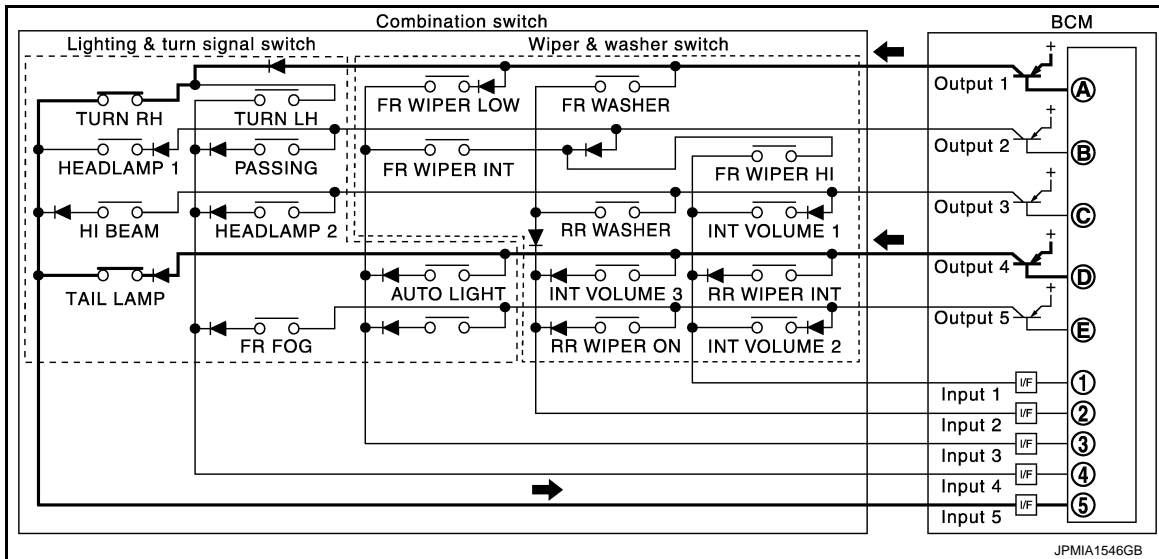 Combination switch
BCM
Lighting & turn signal switch
Wiper & washer switch
+
Output 1
A
TURN RH
TURN LH
FR WIPER LOW
FR WASHER
+
Output 2
B
HEADLAMP 1
PASSING
FR WIPER INT
FR WIPER HI
+
Output 3
C
HI BEAM
HEADLAMP 2
RR WASHER
INT VOLUME 1
+
Output 4
D
TAIL LAMP
AUTO LIGHT
INT VOLUME 3
RR WIPER INT
+
Output 5
E
FR FOG
RR WIPER ON
INT VOLUME 2
Input 1
I/F
1
Input 2
I/F
2
Input 3
I/F
3
Input 4
I/F
4
Input 5
I/F
5
JPMIA1546GB